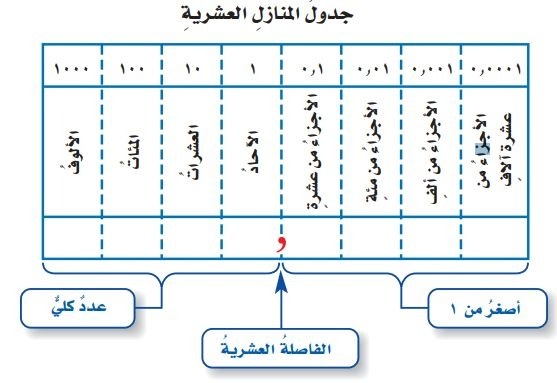 جدولُ المنازلِ العشريةِ
١٠٠٠ ١٠٠ ١٠ ١ ٠,١ ٠,٠١ ٠,٠٠١ ٠,٠٠٠١
الألوفُ
المئاتُ
العشراتُ
الآحادُ
الأجزاءُ من عشرةِ
الأجزاءُ من مئةِ
الأجزاءُ من ألفِ
الأجزاءُ من
عشرة آلافِ
,
عددٌ كليٌّ
أصغرُ من ١
الفاصلةُ العشريةُ